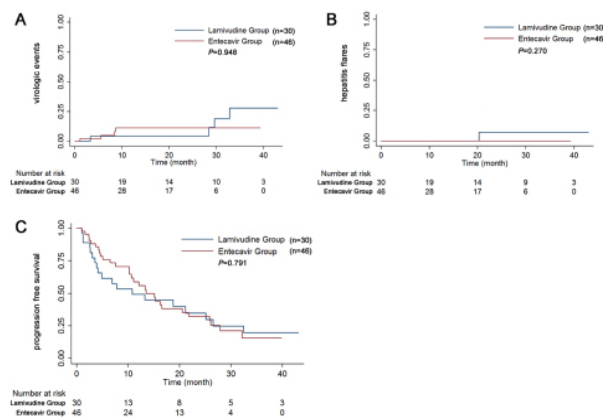 A
Lamivudine Group (n=30)
Entecavir Group (n=46)
P=0.948
virologic events
0.00 0.25 0.50 0.75 1.00
0 10 20 30 40
Time (month)
Number at risk
Lamivudine Group 30 19 14 10 3
Entecavir Group 46 28 17 6 0
B
Lamivudine Group (n=30)
Entecavir Group (n=46)
P=0.270
hepatitis flares
0.00 0.25 0.50 0.75 1.00
0 10 20 30 40
Time (month)
Number at risk
Lamivudine Group 30 19 14 9 3
Entecavir Group 46 28 17 6 0
C
Lamivudine Group (n=30)
Entecavir Group (n=46)
P=0.791
progression free survival
0.00 0.25 0.50 0.75 1.00
0 10 20 30 40
Time (month)
Number at risk
Lamivudine Group 30 13 8 5 3
Entecavir Group 46 24 13 4 0